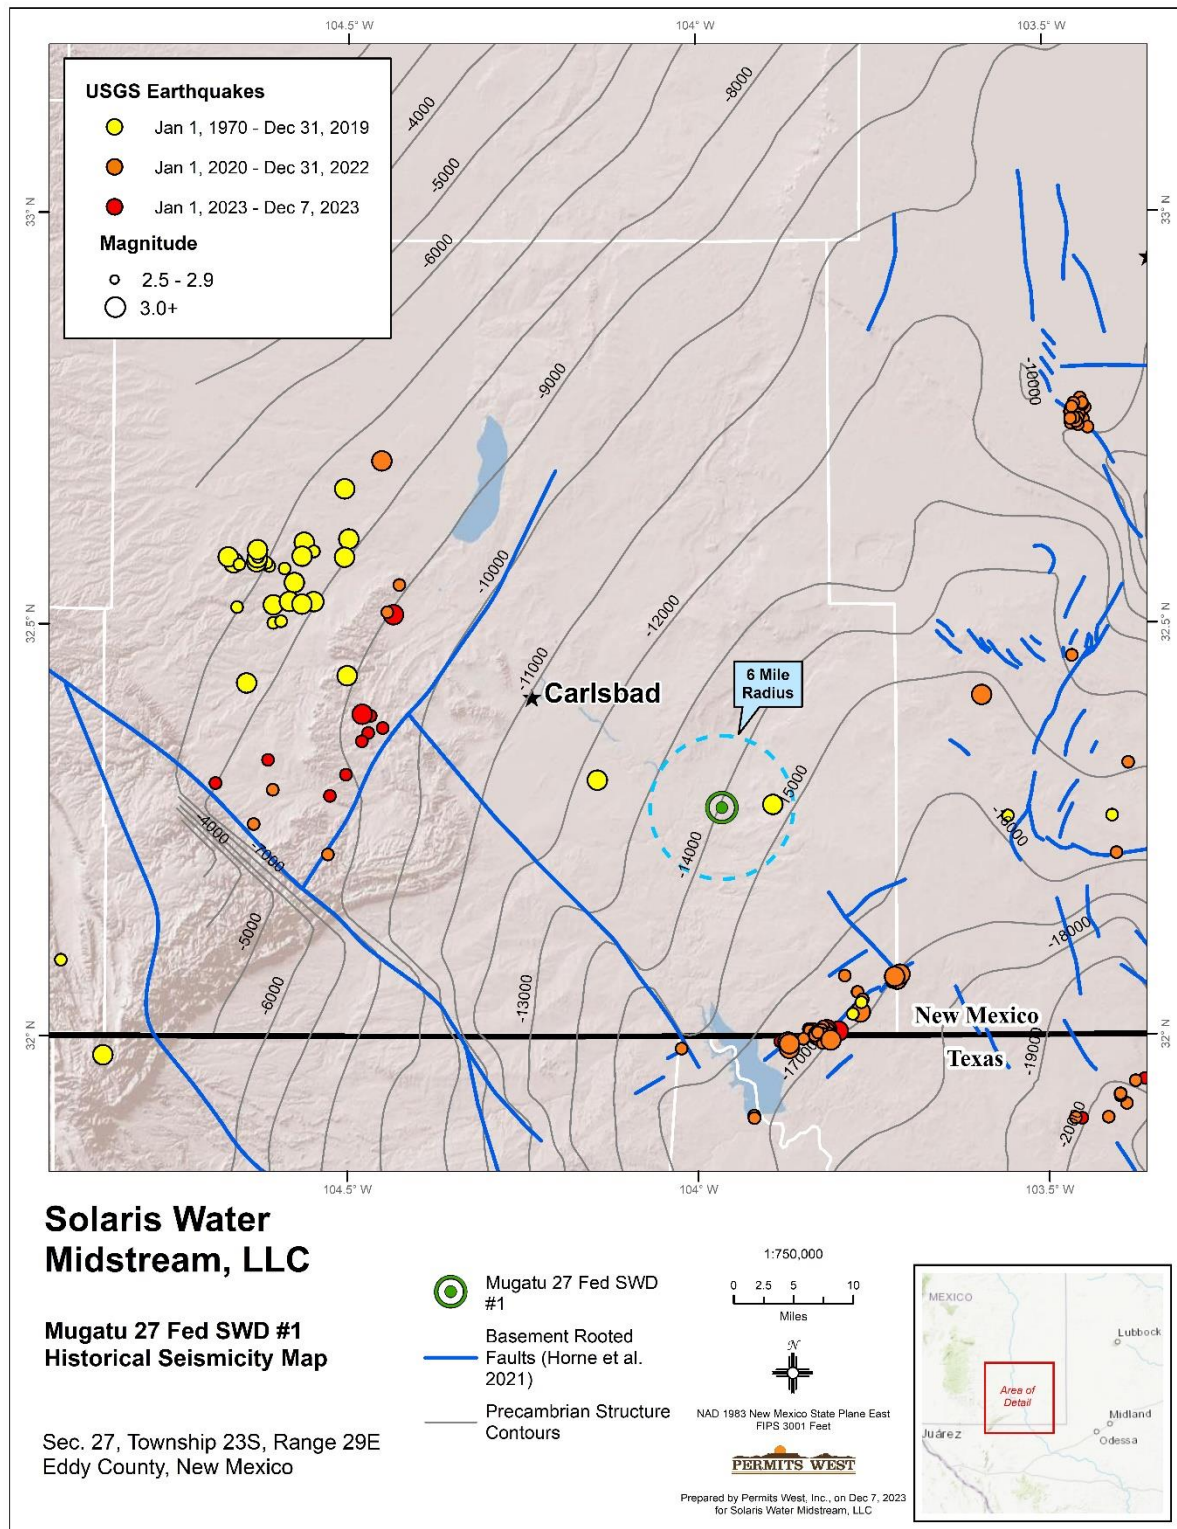 104.5° W
104° W
103.5° W
USGS Earthquakes
Jan 1, 1970 - Dec 31, 2019
Jan 1, 2020 - Dec 31, 2022
Jan 1, 2023 - Dec 7, 2023
Magnitude
2.5 - 2.9
3.0+
-4000
-5000
-6000
-8000
33° N
33° N
-9000
-10000
-10000
-12000
32.5° N
32.5° N
-11000
Carlsbad
6 Mile
Radius
-15000
-16000
-14000
-4000
-7000
-5000
-6000
-13000
-18000
32° N
32° N
New Mexico
Texas
-17000
-19000
-20000
104.5° W
104° W
103.5° W
Solaris Water
Midstream, LLC
Mugatu 27 Fed SWD #1
Historical Seismicity Map
Sec. 27, Township 23S, Range 29E
Eddy County, New Mexico
Mugatu 27 Fed SWD
#1
Basement Rooted
Faults (Horne et al.
2021)
Precambrian Structure
Contours
1:750,000
0 2.5 5 10
Miles
N
NAD 1983 New Mexico State Plane East
FIPS 3001 Feet
PERMITS WEST
Prepared by Permits West, Inc., on Dec 7, 2023
for Solaris Water Midstream, LLC
MEXICO
Lubbock
Area of
Detail
Midland
Odessa
Juárez